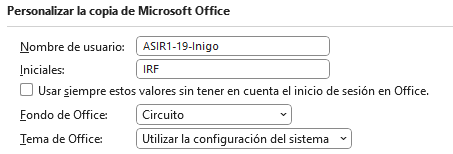 Personalizar la copia de Microsoft Office
Nombre de usuario: ASIR1-19-Inigo
Iniciales: IRF
Usar siempre estos valores sin tener en cuenta el inicio de sesión en Office.
Fondo de Office: Circuito
Tema de Office: Utilizar la configuración del sistema